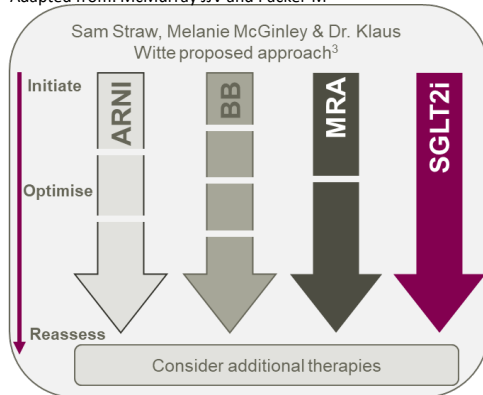 Adapted from: McMurray JJV and Packer M
Sam Straw, Melanie McGinley & Dr. Klaus
Witte proposed approach3
Initiate
ARNI
BB
MRA
SGLT2i
Optimise
Reassess
Consider additional therapies